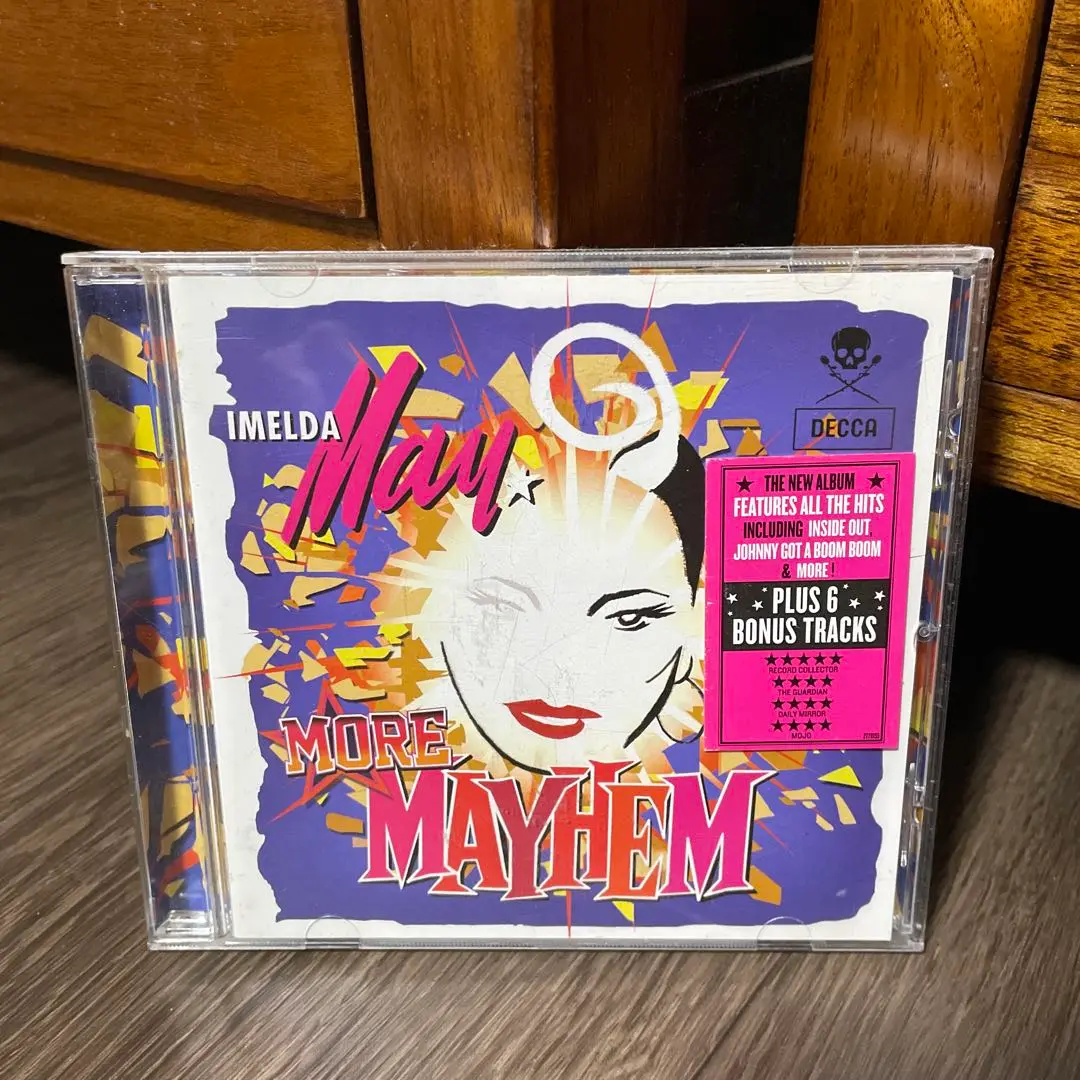 IMELDA
May
DECCA
THE NEW ALBUM
FEATURES ALL THE HITS
INCLUDING INSIDE OUT,
JOHNNY GOT A BOOM BOOM
& MORE!
PLUS 6
BONUS TRACKS
RECORD COLLECTOR
THE GUARDIAN
DAILY MIRROR
MOJO
MORE
MAYHEM